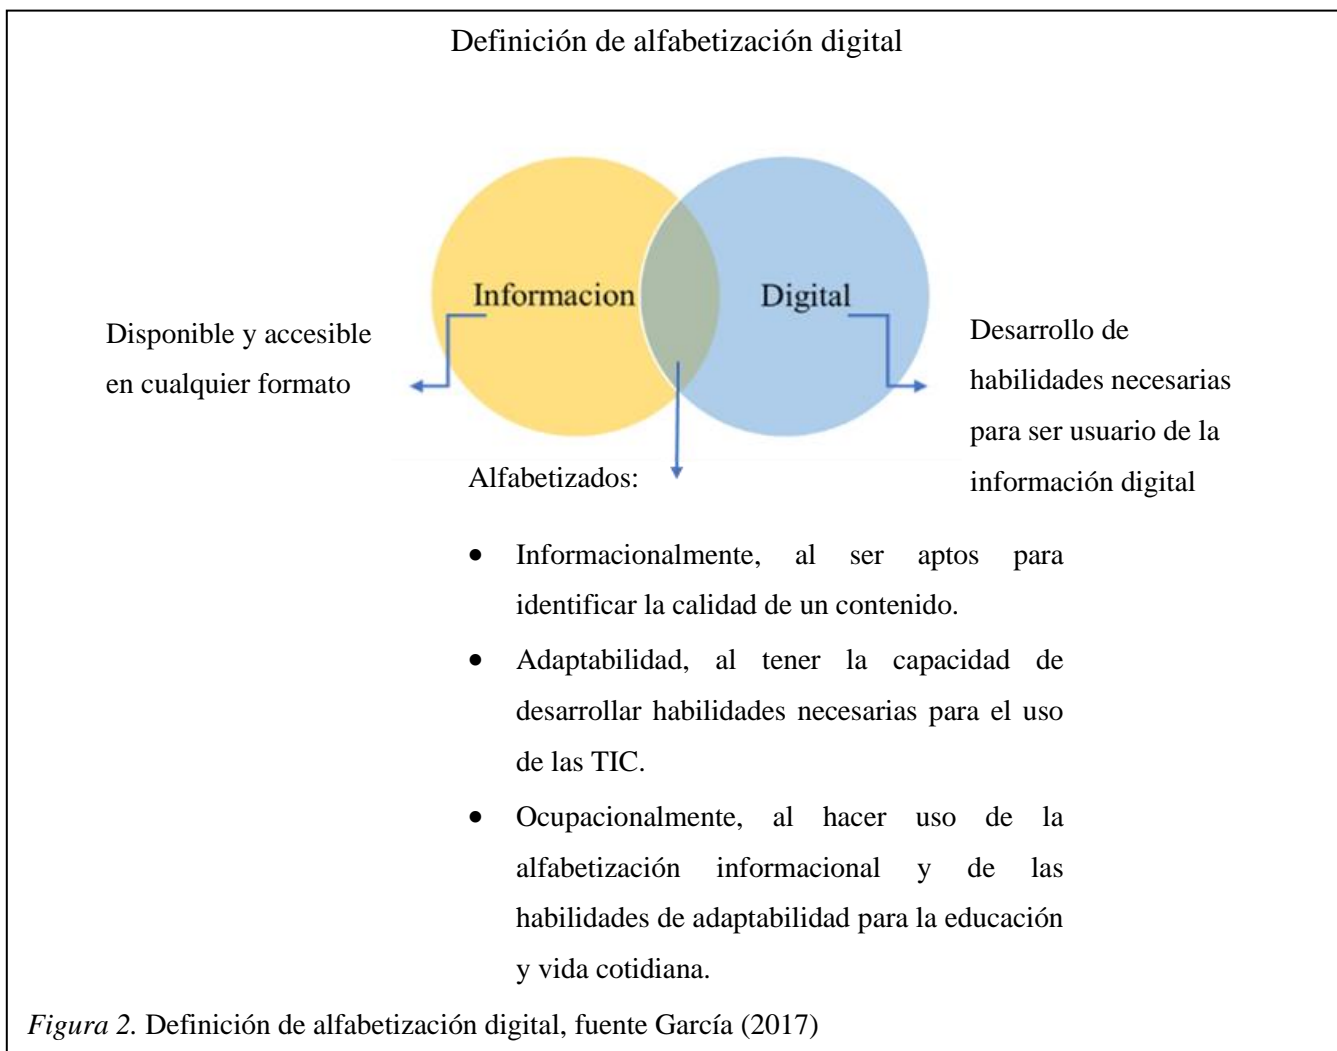 Definición de alfabetización digital
Informacion
Digital
Disponible y accesible
en cualquier formato
Desarrollo de
habilidades necesarias
para ser usuario de la
información digital
Alfabetizados:
• Informacionalmente, al ser aptos para
identificar la calidad de un contenido.
• Adaptabilidad, al tener la capacidad de
desarrollar habilidades necesarias para el uso
de las TIC.
• Ocupacionalmente, al hacer uso de la
alfabetización informacional y de las
habilidades de adaptabilidad para la educación
y vida cotidiana.
Figura 2. Definición de alfabetización digital, fuente García (2017)